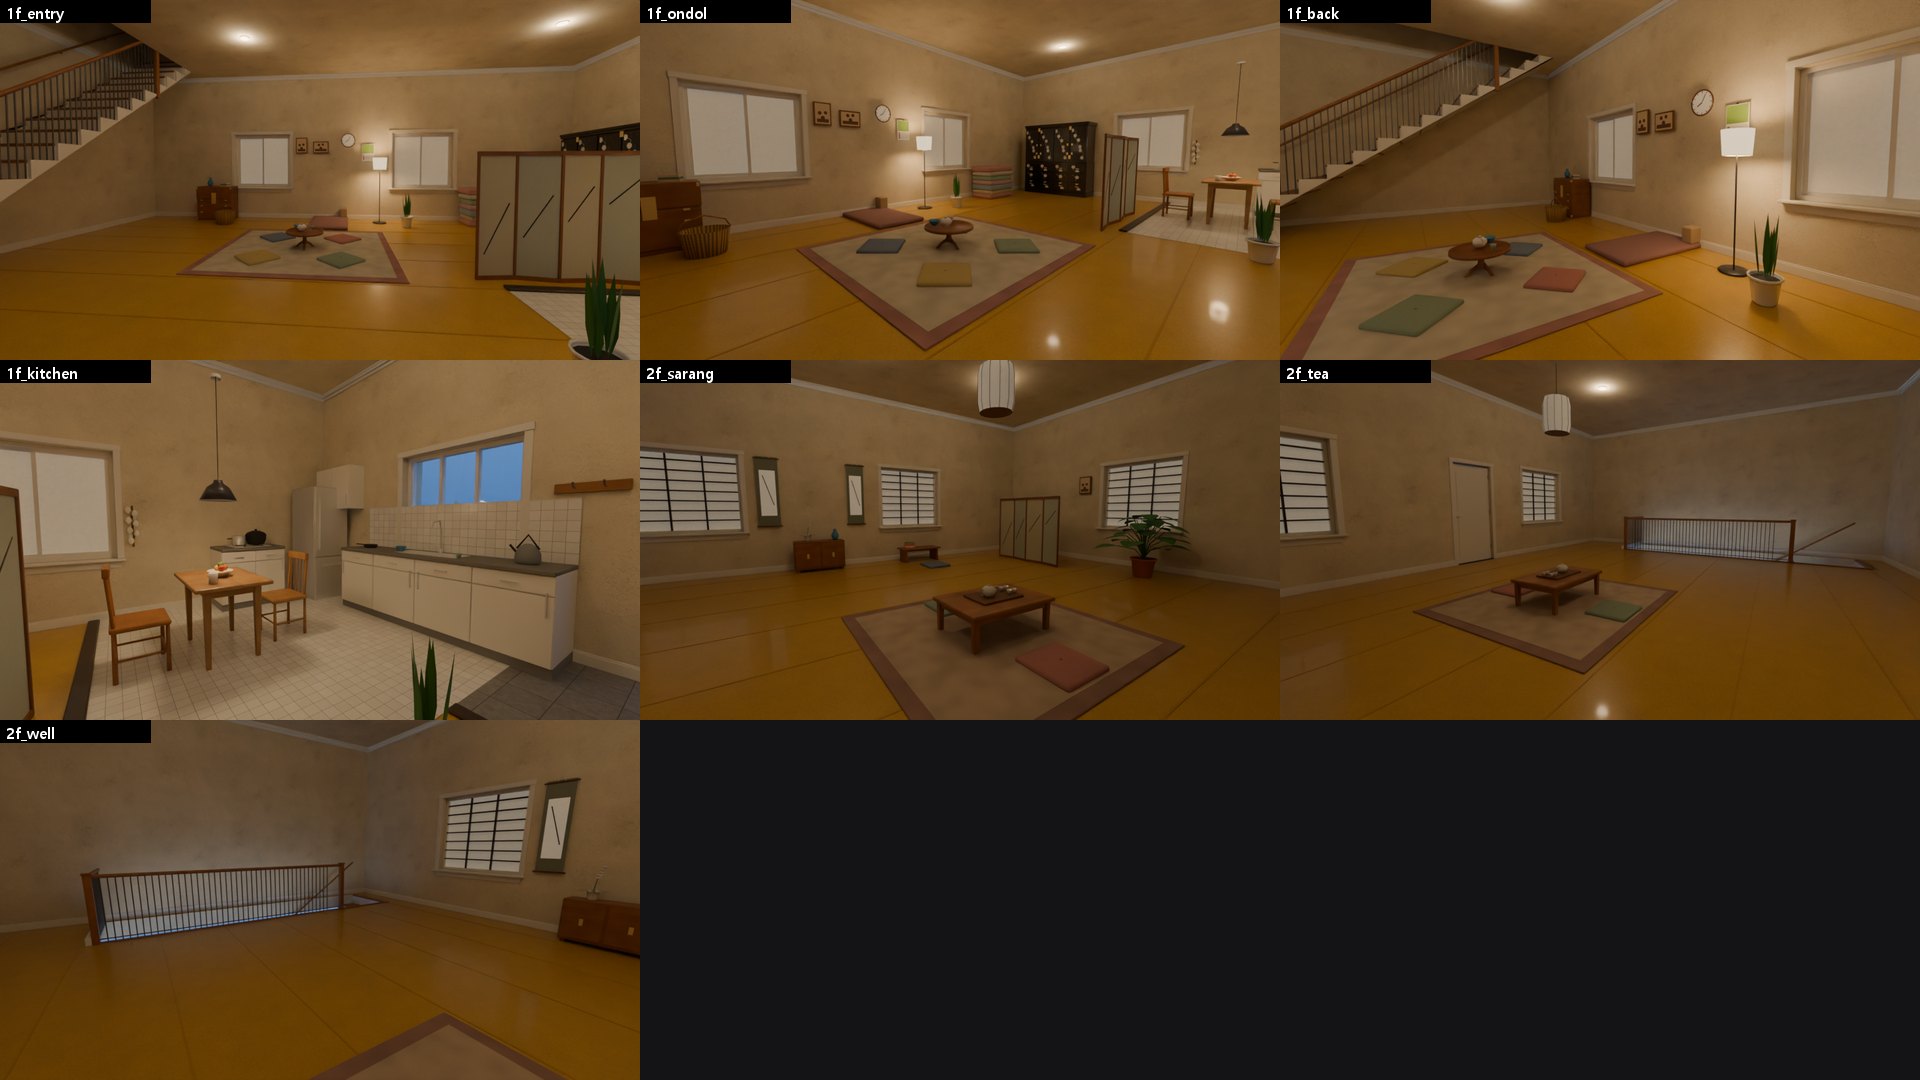 1f_entry
1f_ondol
1f_back
1f_kitchen
2f_sarang
2f_tea
2f_well